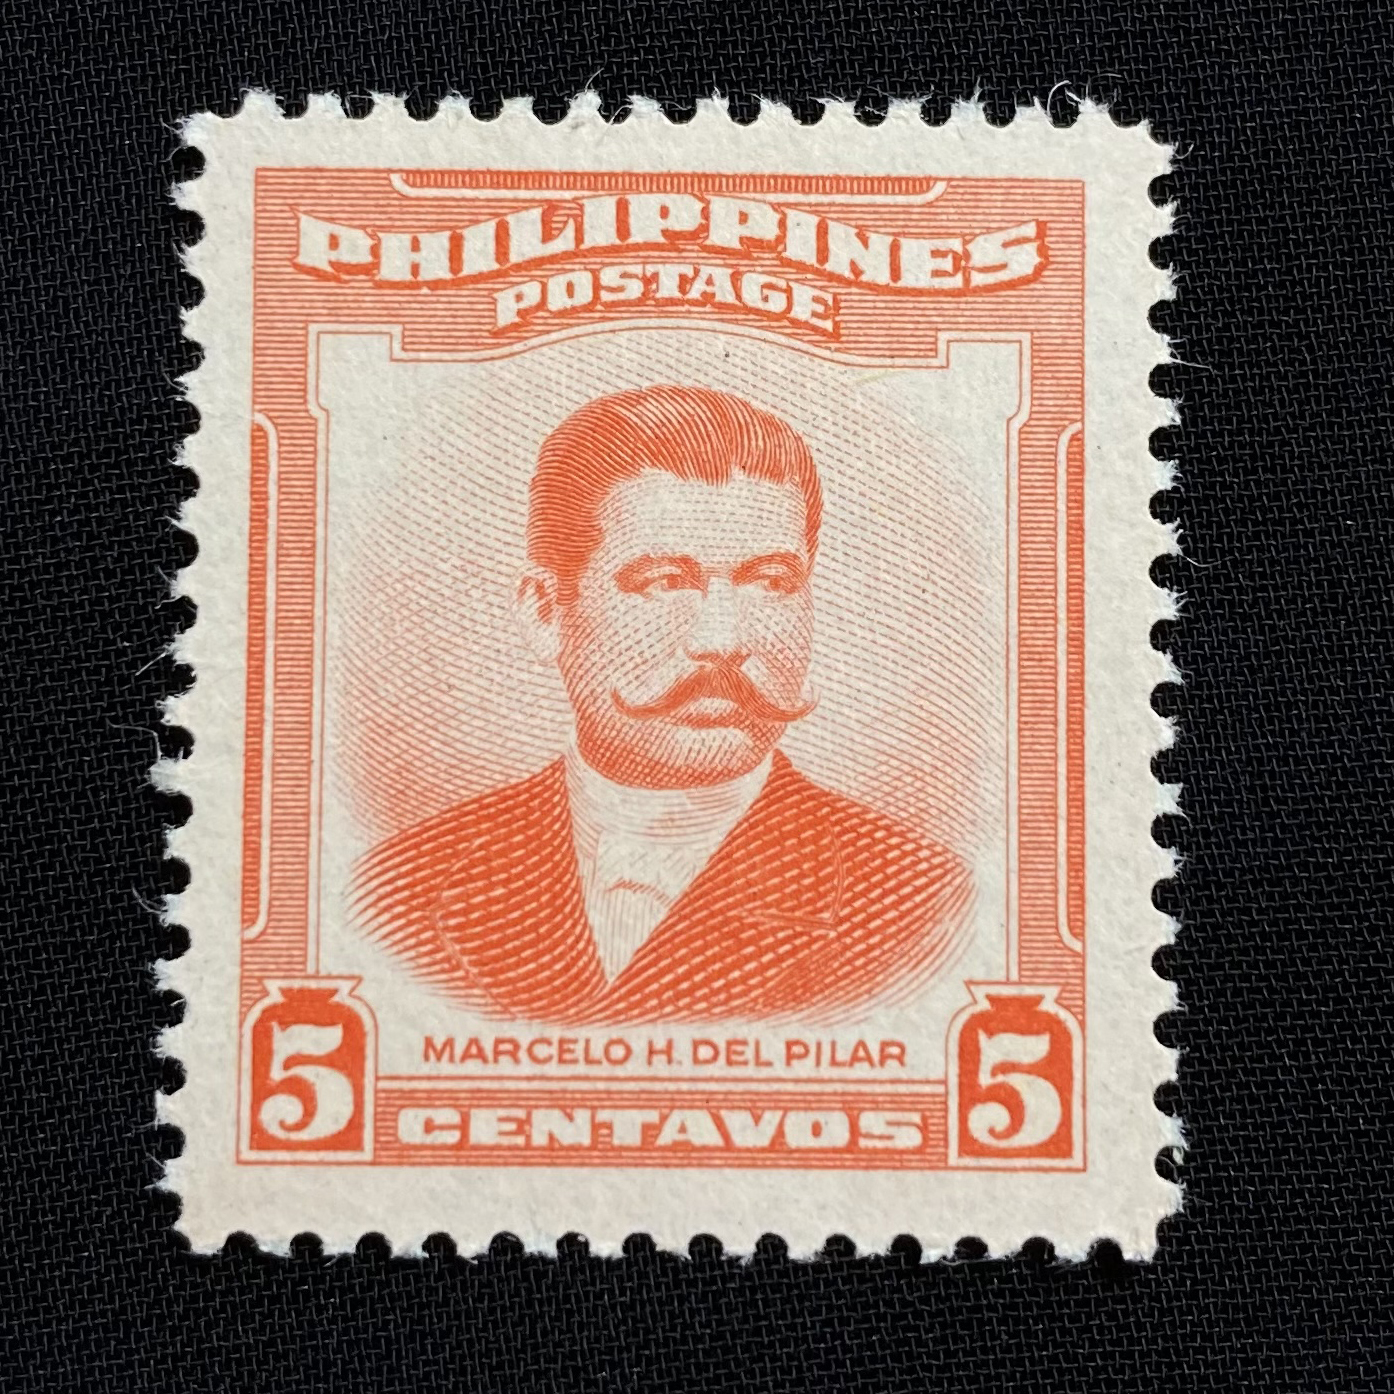 PHILIPPINES
POSTAGE
MARCELO H. DEL PILAR
5 CENTAVOS 5